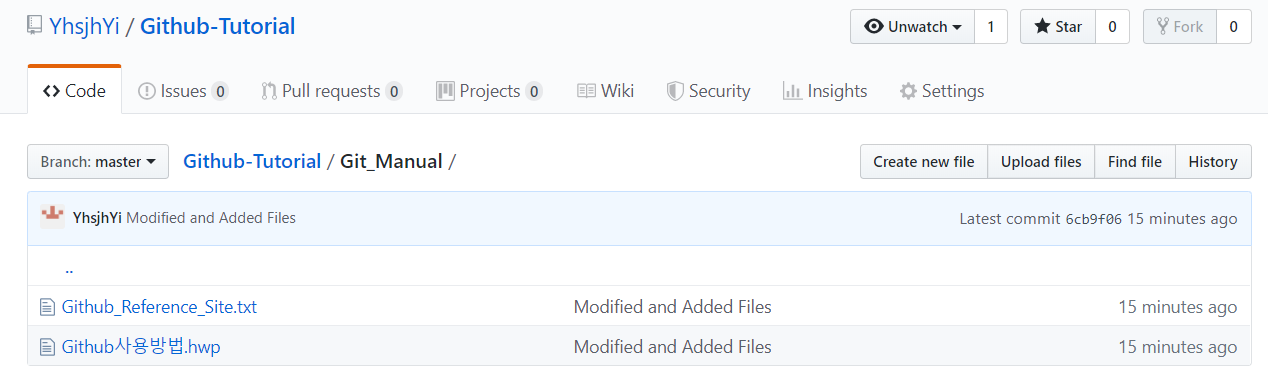 YhsjhYi / Github-Tutorial Unwatch 1 Star 0 Fork 0
Code Issues 0 Pull requests 0 Projects 0 Wiki Security Insights Settings
Branch: master Github-Tutorial / Git_Manual / Create new file Upload files Find file History
YhsjhYi Modified and Added Files Latest commit 6cb9f06 15 minutes ago
..
Github_Reference_Site.txt Modified and Added Files 15 minutes ago
Github사용방법.hwp Modified and Added Files 15 minutes ago